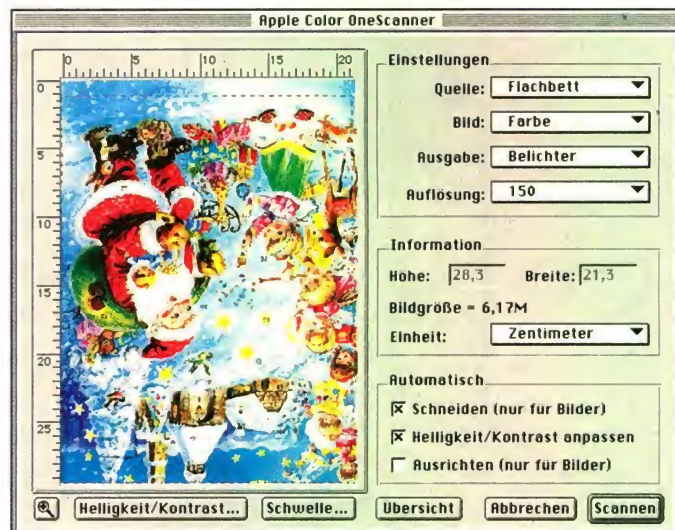 Apple Color OneScanner
0 5 10 15 20
0
5
10
15
20
25
Einstellungen
Quelle: Flachbett
Bild: Farbe
Ausgabe: Belichter
Auflösung: 150
Information
Höhe: 28,3 Breite: 21,3
Bildgröße = 6,17M
Einheit: Zentimeter
Automatisch
Schneiden (nur für Bilder)
Helligkeit/Kontrast anpassen
Ausrichten (nur für Bilder)
Helligkeit/Kontrast... Schwelle... Übersicht Abbrechen Scannen